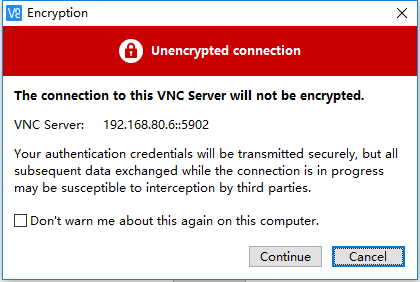 VS Encryption
Unencrypted connection
The connection to this VNC Server will not be encrypted.
VNC Server: 192.168.80.6::5902
Your authentication credentials will be transmitted securely, but all
subsequent data exchanged while the connection is in progress
may be susceptible to interception by third parties.
Don't warn me about this again on this computer.
Continue Cancel